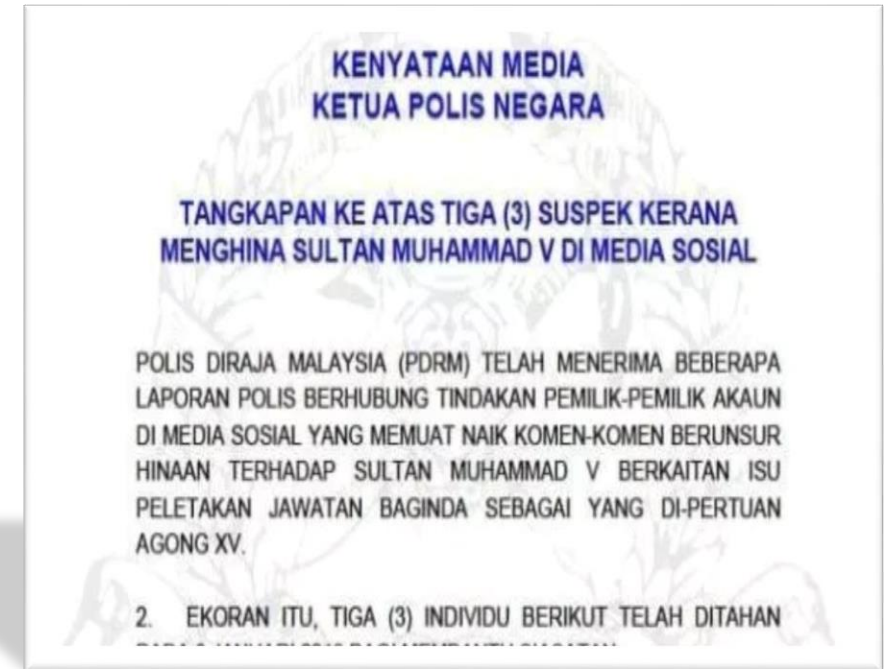 KENYATAAN MEDIA
KETUA POLIS NEGARA
TANGKAPAN KE ATAS TIGA (3) SUSPEK KERANA
MENGHINA SULTAN MUHAMMAD V DI MEDIA SOSIAL
POLIS DIRAJA MALAYSIA (PDRM) TELAH MENERIMA BEBERAPA
LAPORAN POLIS BERHUBUNG TINDAKAN PEMILIK-PEMILIK AKAUN
DI MEDIA SOSIAL YANG MEMUAT NAIK KOMEN-KOMEN BERUNSUR
HINAAN TERHADAP SULTAN MUHAMMAD V BERKAITAN ISU
PELETAKAN JAWATAN BAGINDA SEBAGAI YANG DI-PERTUAN
AGONG XV.
2. EKORAN ITU, TIGA (3) INDIVIDU BERIKUT TELAH DITAHAN